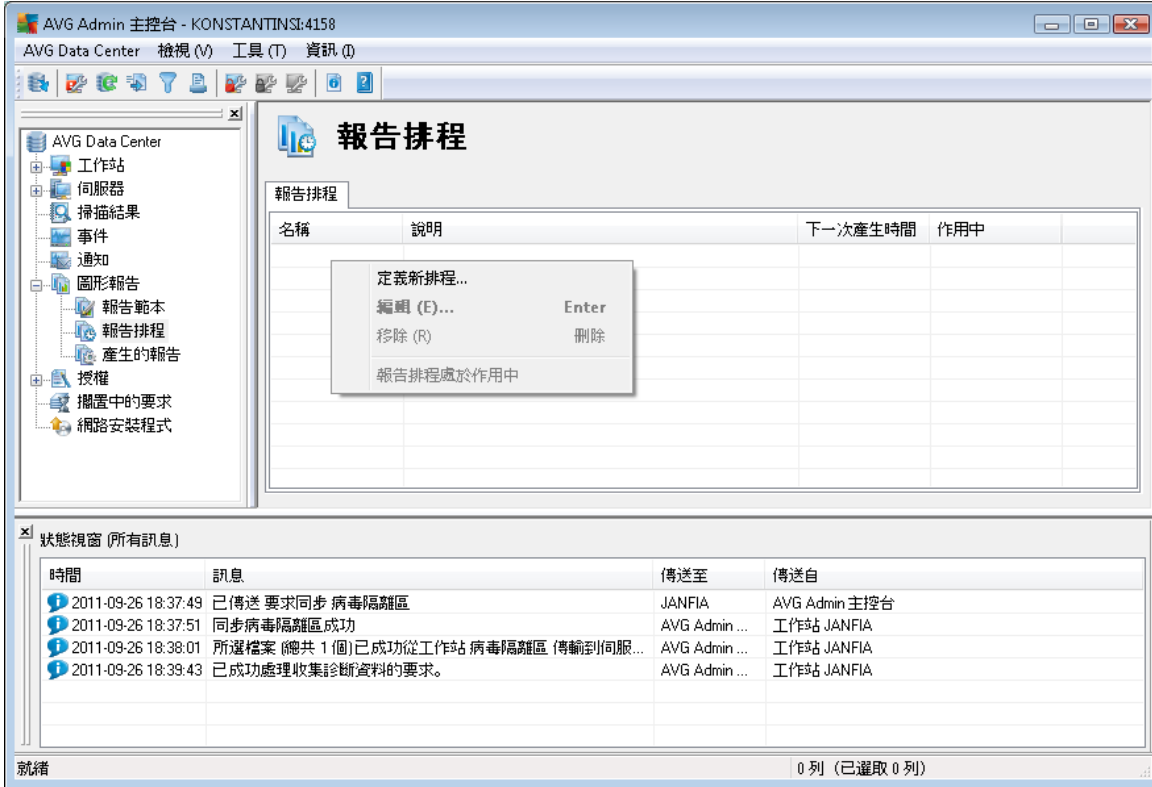 AVG Admin 主控台 - KONSTANTINSI:4158
AVG Data Center 檢視 (V) 工具 (T) 資訊 (I)
AVG Data Center
工作站
伺服器
掃描結果
事件
通知
圖形報告
報告範本
報告排程
產生的報告
授權
擱置中的要求
網路安裝程式
報告排程
報告排程
名稱 說明 下一次產生時間 作用中
定義新排程...
編輯 (E)... Enter
移除 (R) 刪除
報告排程處於作用中
狀態視窗 (所有訊息)
時間 訊息 傳送至 傳送自
2011-09-26 18:37:49 已傳送 要求同步 病毒隔離區 JANFIA AVG Admin 主控台
2011-09-26 18:37:51 同步病毒隔離區成功 AVG Admin ... 工作站 JANFIA
2011-09-26 18:38:01 所選檔案 (總共 1 個)已成功從工作站 病毒隔離區 傳輸到伺服... AVG Admin ... 工作站 JANFIA
2011-09-26 18:39:43 已成功處理收集診斷資料的要求。 AVG Admin ... 工作站 JANFIA
就緒 0 列 (已選取 0 列)